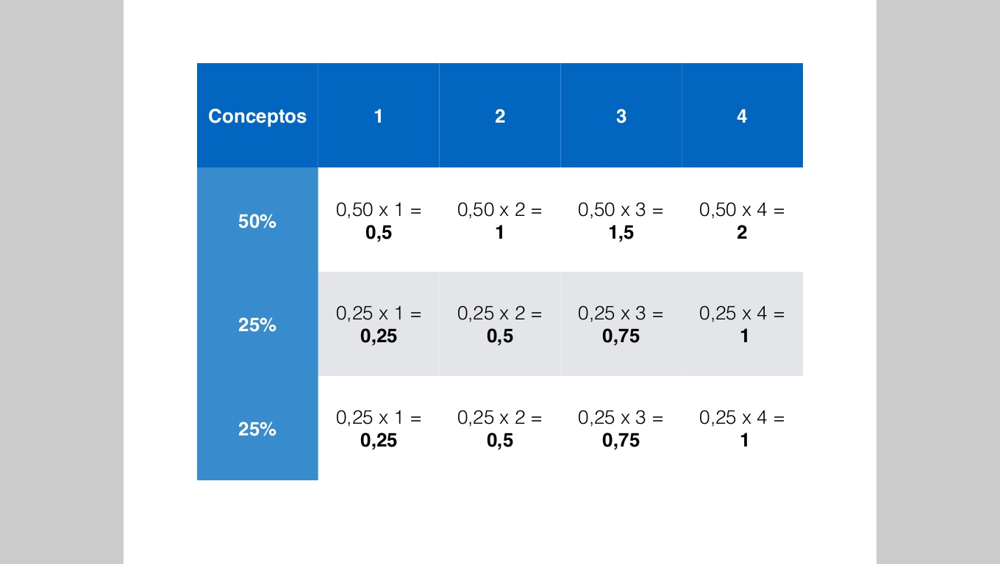 Conceptos 1 2 3 4
50% 0,50 x 1 = 0,50 x 2 = 0,50 x 3 = 0,50 x 4 =
0,5 1 1,5 2
25% 0,25 x 1 = 0,25 x 2 = 0,25 x 3 = 0,25 x 4 =
0,25 0,5 0,75 1
25% 0,25 x 1 = 0,25 x 2 = 0,25 x 3 = 0,25 x 4 =
0,25 0,5 0,75 1